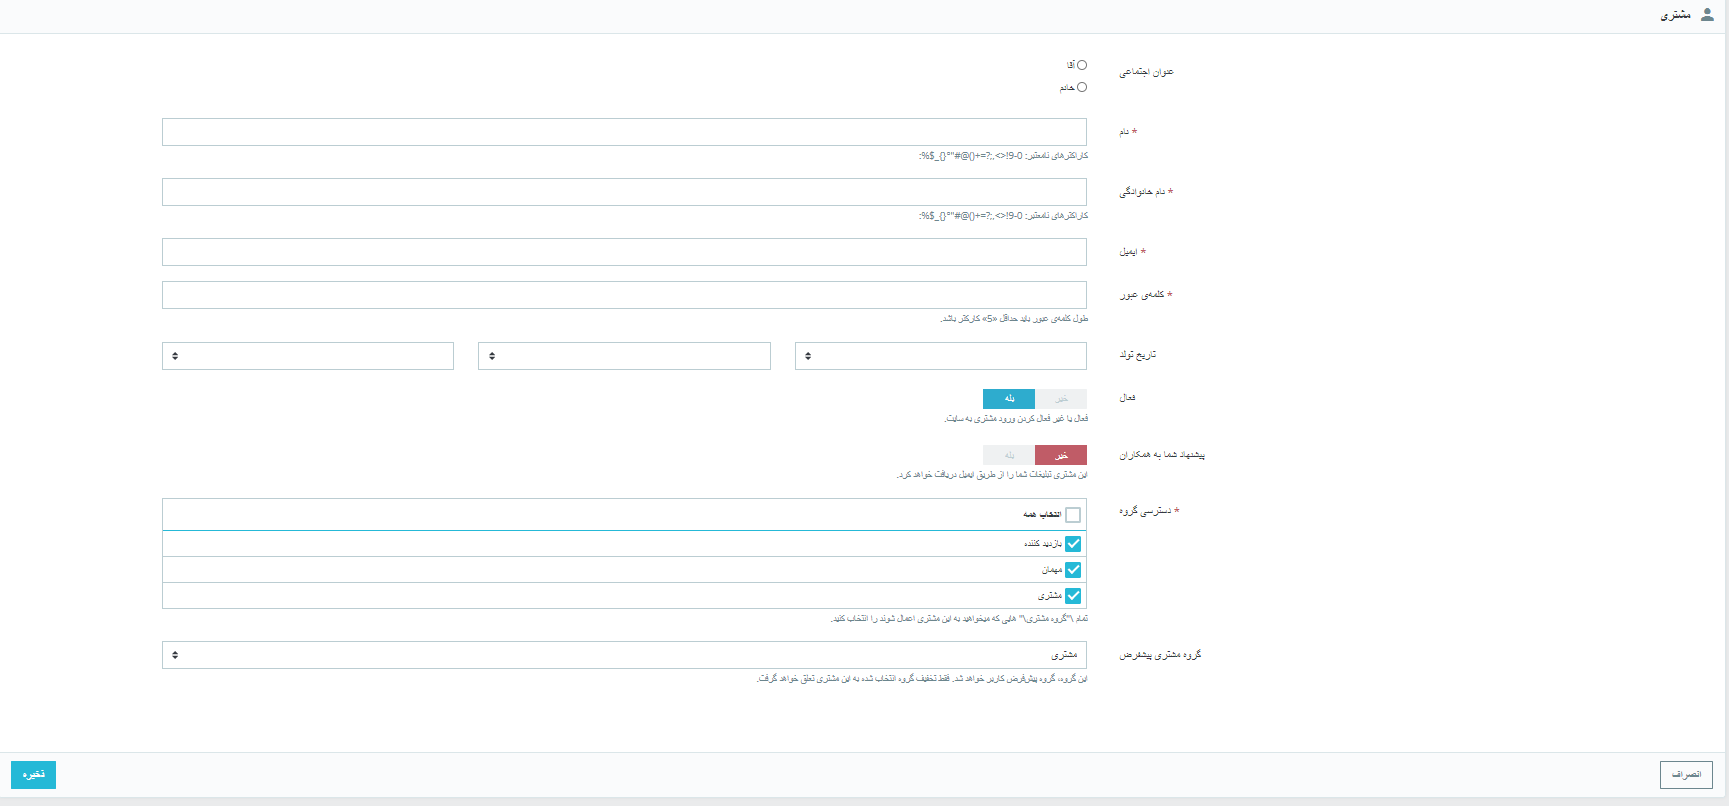 مشتری
عنوان اجتماعی
آقا
خانم
* نام
کاراکترهای نامعتبر: 0-9!<>,;?=+()@#"°{}_$%:
* نام خانوادگی
کاراکترهای نامعتبر: 0-9!<>,;?=+()@#"°{}_$%:
* ایمیل
* کلمه‌ی عبور
طول کلمه‌ی عبور باید حداقل «5» کارکتر باشد.
تاریخ تولد
فعال
خیر بله
فعال یا غیر فعال کردن ورود مشتری به سایت.
پیشنهاد شما به همکاران
خیر بله
این مشتری تبلیغات شما را از طریق ایمیل دریافت خواهد کرد.
* دسترسی گروه
انتخاب همه
بازدید کننده
مهمان
مشتری
تمام \"گروه مشتری\" هایی که میخواهید به این مشتری اعمال شوند را انتخاب کنید.
گروه مشتری پیشفرض
مشتری
این گروه، گروه پیش‌فرض کاربر خواهد شد. فقط تخفیف گروه انتخاب شده به این مشتری تعلق خواهد گرفت.
انصراف
ذخیره